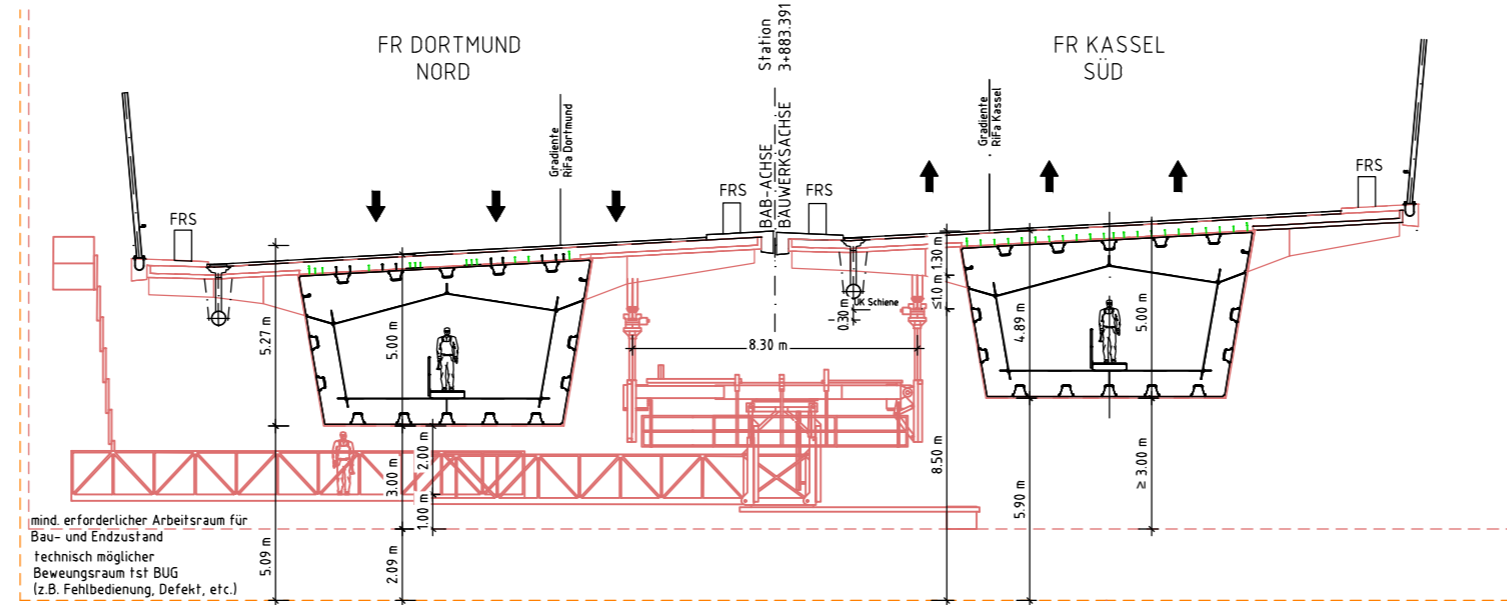 FR DORTMUND
NORD
FR KASSEL
SÜD
Station
3+883.391
BAB-ACHSE
BAUWERKSACHSE
Gradiente
RiFa Dortmund
Gradiente
RiFa Kassel
FRS
FRS
FRS
FRS
5.27 m
5.00 m
8.30 m
0.30 m
UK Schiene
≤1.0 m
1.30 m
4.89 m
5.00 m
2.00 m
3.00 m
1.00 m
8.50 m
5.90 m
≥ 3.00 m
5.09 m
2.09 m
mind. erforderlicher Arbeitsraum für
Bau- und Endzustand
technisch möglicher
Beweungsraum tst BUG
(z.B. Fehlbedienung, Defekt, etc.)